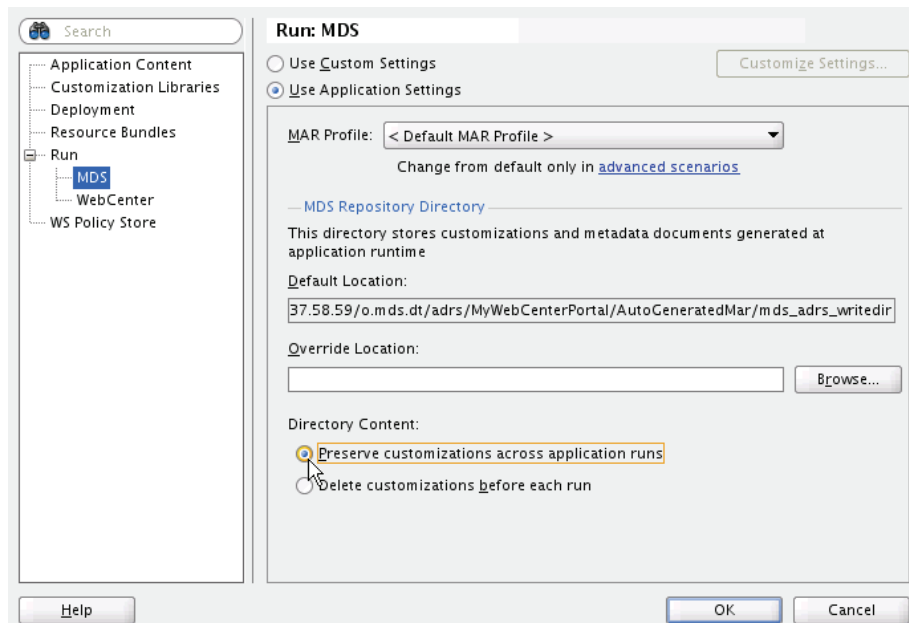 Search
Application Content
Customization Libraries
Deployment
Resource Bundles
Run
MDS
WebCenter
WS Policy Store
Run: MDS
Use Custom Settings
Customize Settings...
Use Application Settings
MAR Profile: < Default MAR Profile >
Change from default only in advanced scenarios
MDS Repository Directory
This directory stores customizations and metadata documents generated at
application runtime
Default Location:
37.58.59/o.mds.dt/adrs/MyWebCenterPortal/AutoGeneratedMar/mds_adrs_writedir
Override Location:
Browse...
Directory Content:
Preserve customizations across application runs
Delete customizations before each run
Help
OK
Cancel